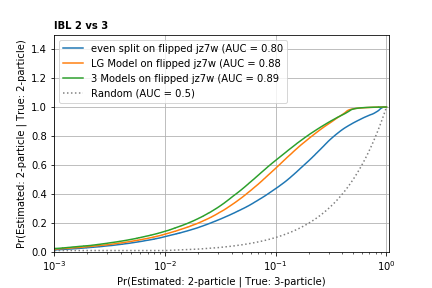 IBL 2 vs 3
even split on flipped jz7w (AUC = 0.80
LG Model on flipped jz7w (AUC = 0.88
3 Models on flipped jz7w (AUC = 0.89
Random (AUC = 0.5)
Pr(Estimated: 2-particle | True: 2-particle)
1.4
1.2
1.0
0.8
0.6
0.4
0.2
0.0
10⁻³
10⁻²
10⁻¹
10⁰
Pr(Estimated: 2-particle | True: 3-particle)